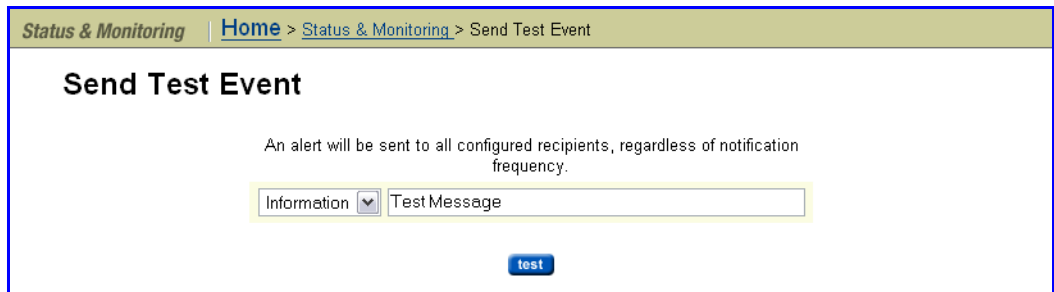 Status & Monitoring | Home > Status & Monitoring > Send Test Event
Send Test Event
An alert will be sent to all configured recipients, regardless of notification
frequency.
Information Test Message
test